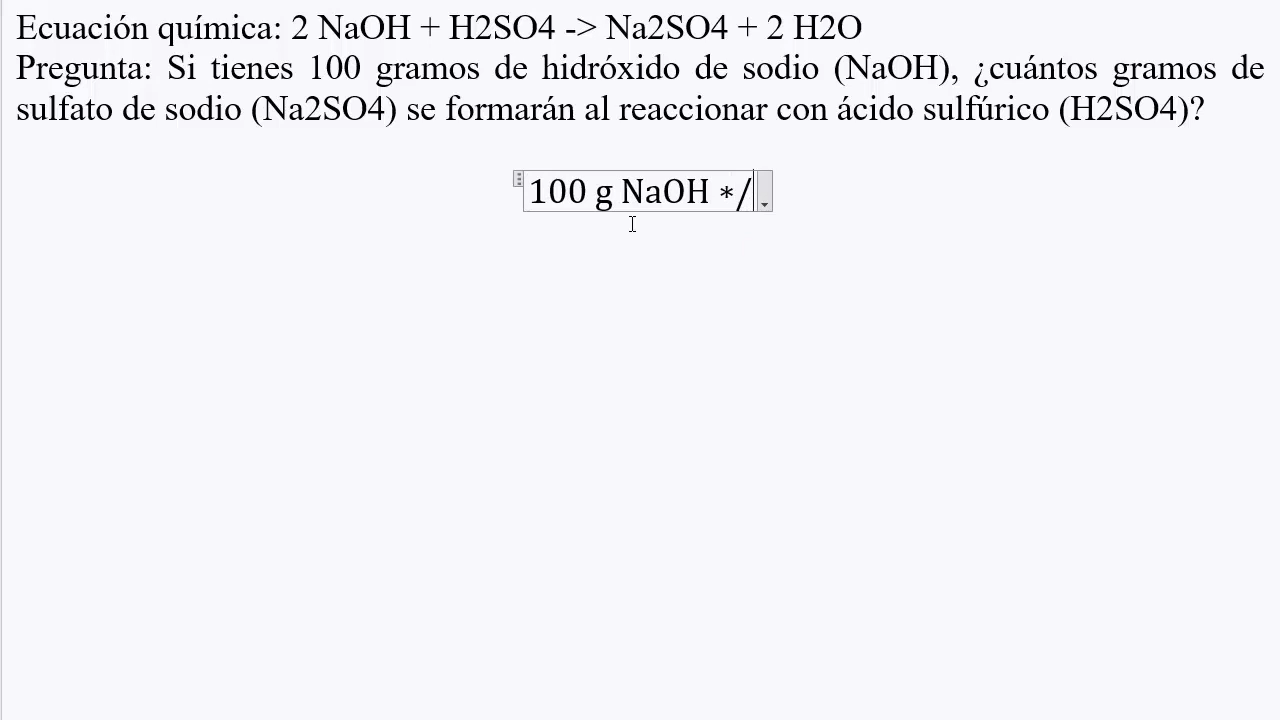 Ecuación química: 2 NaOH + H2SO4 -> Na2SO4 + 2 H2O
Pregunta: Si tienes 100 gramos de hidróxido de sodio (NaOH), ¿cuántos gramos de
sulfato de sodio (Na2SO4) se formarán al reaccionar con ácido sulfúrico (H2SO4)?
100 g NaOH ∗/